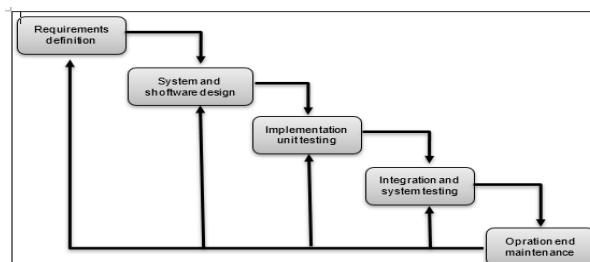 Requirements
definition
System and
shoftware design
Implementation
unit testing
Integration and
system testing
Opration end
maintenance